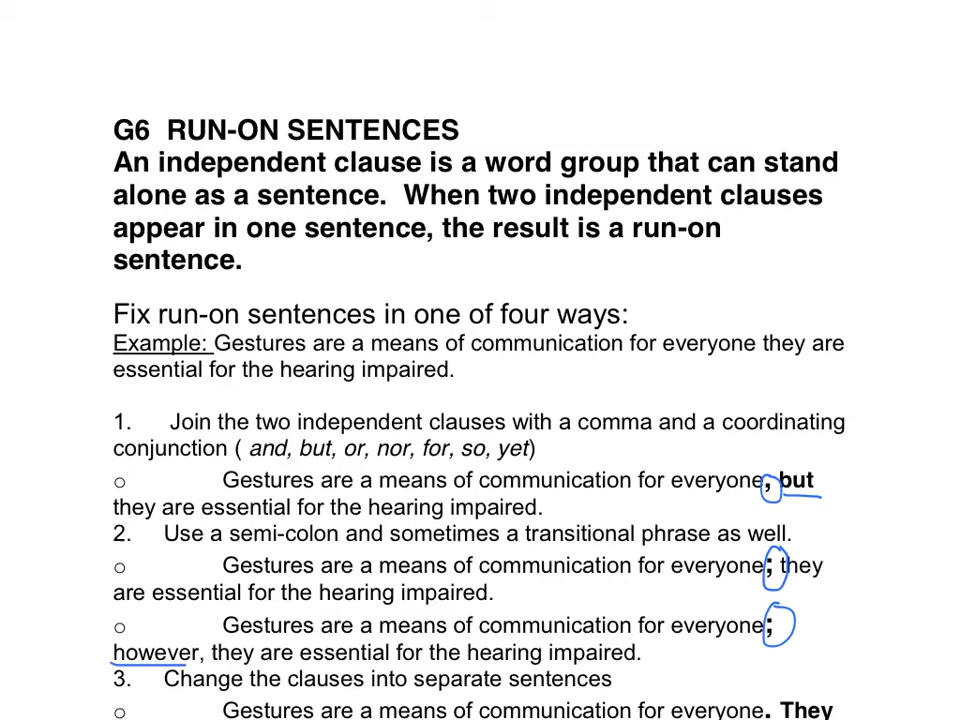 G6  RUN-ON SENTENCES
An independent clause is a word group that can stand
alone as a sentence.  When two independent clauses
appear in one sentence, the result is a run-on
sentence.
Fix run-on sentences in one of four ways:
Example: Gestures are a means of communication for everyone they are
essential for the hearing impaired.
1.      Join the two independent clauses with a comma and a coordinating
conjunction ( and, but, or, nor, for, so, yet)
o      Gestures are a means of communication for everyone, but
they are essential for the hearing impaired.
2.      Use a semi-colon and sometimes a transitional phrase as well.
o      Gestures are a means of communication for everyone; they
are essential for the hearing impaired.
o      Gestures are a means of communication for everyone;
however, they are essential for the hearing impaired.
3.      Change the clauses into separate sentences
o      Gestures are a means of communication for everyone. They